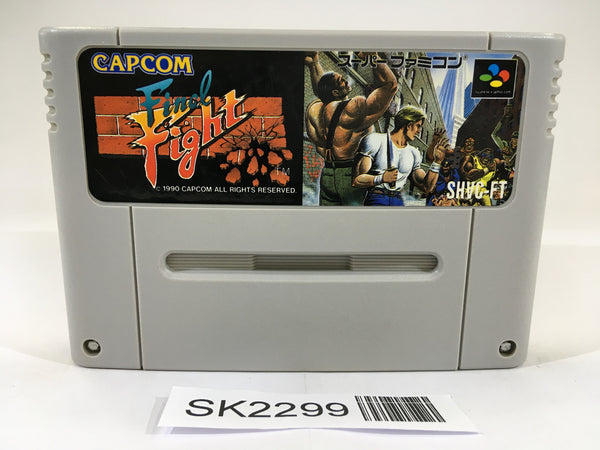 CAPCOM
Final
Fight
TM
© 1990 CAPCOM ALL RIGHTS RESERVED.
スーパーファミコン
SHVC-FT
SK2299